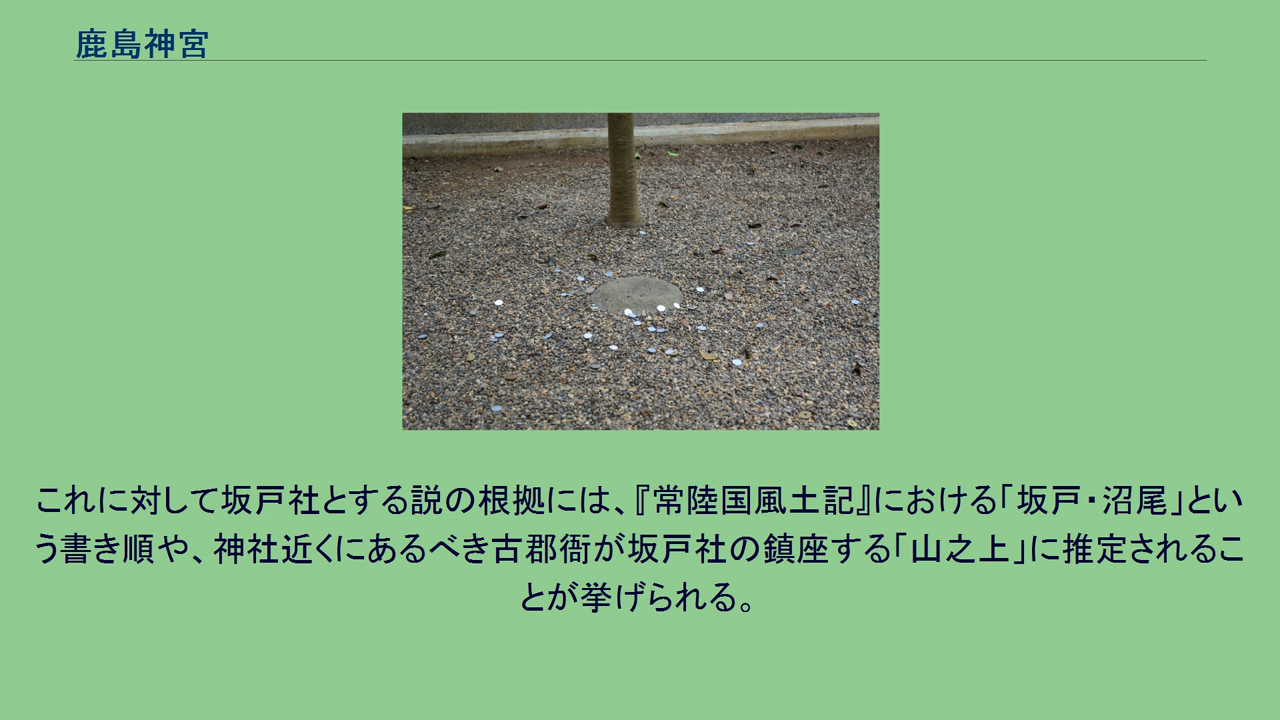 鹿島神宮
これに対して坂戸社とする説の根拠には、『常陸国風土記』における「坂戸・沼尾」とい
う書き順や、神社近くにあるべき古郡衙が坂戸社の鎮座する「山之上」に推定されるこ
とが挙げられる。